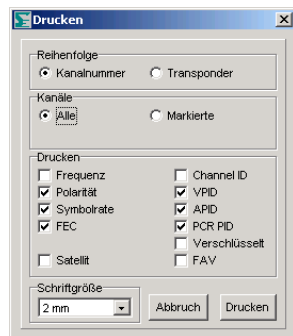 Drucken
Reihenfolge
Kanalnummer Transponder
Kanäle
Alle Markierte
Drucken
Frequenz Channel ID
Polarität VPID
Symbolrate APID
FEC PCR PID
Verschlüsselt
Satellit FAV
Schriftgröße
2 mm Abbruch Drucken